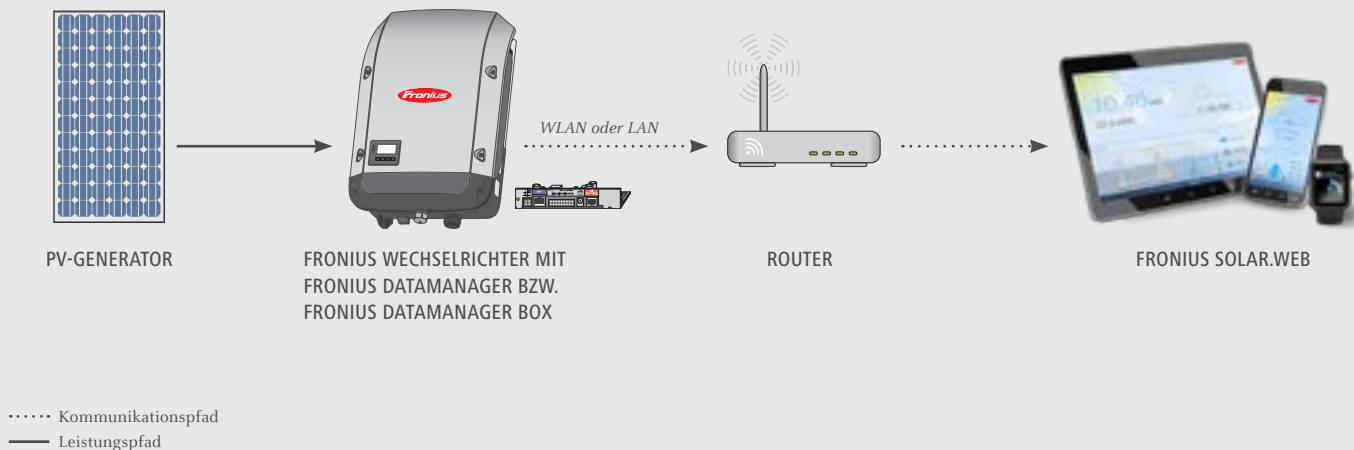 Fronius
WLAN oder LAN
PV-GENERATOR
FRONIUS WECHSELRICHTER MIT
FRONIUS DATAMANAGER BZW.
FRONIUS DATAMANAGER BOX
ROUTER
FRONIUS SOLAR.WEB
Kommunikationspfad
Leistungspfad